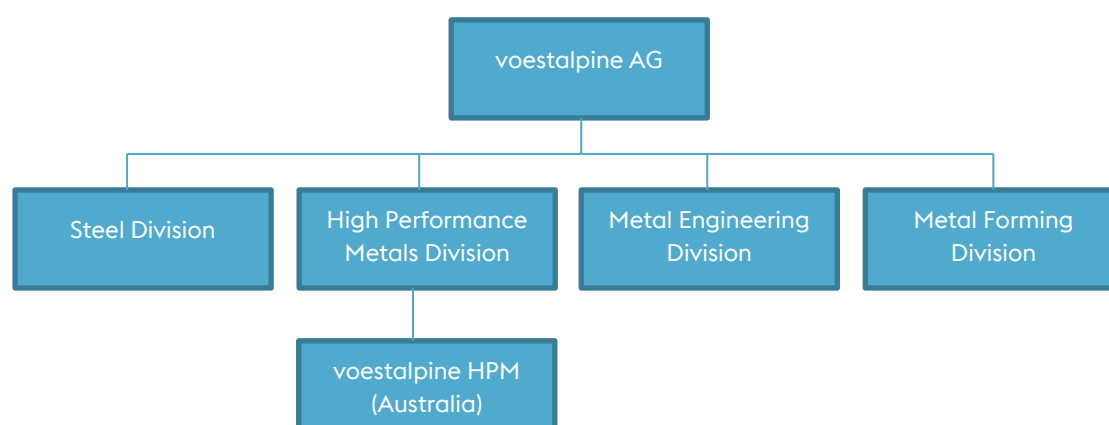 voestalpine AG
Steel Division
High Performance
Metals Division
Metal Engineering
Division
Metal Forming
Division
voestalpine HPM
(Australia)